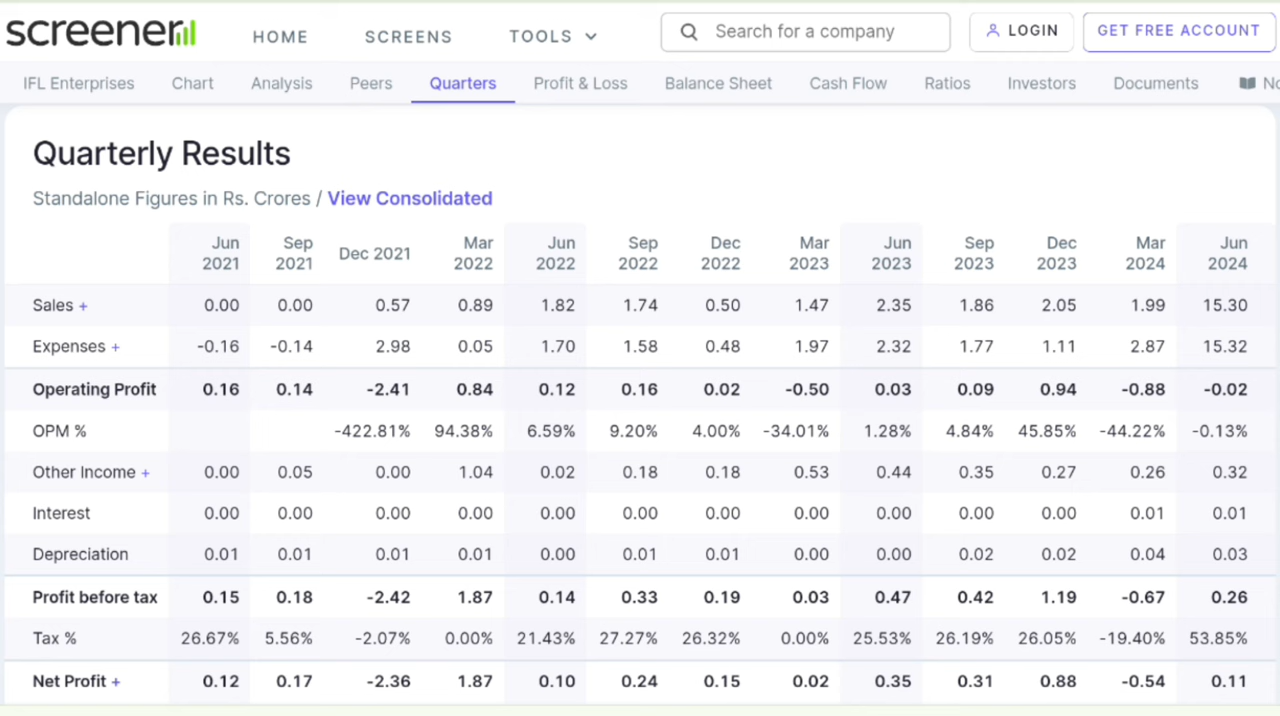 screener HOME SCREENS TOOLS Search for a company LOGIN GET FREE ACCOUNT
IFL Enterprises Chart Analysis Peers Quarters Profit & Loss Balance Sheet Cash Flow Ratios Investors Documents No
Quarterly Results
Standalone Figures in Rs. Crores / View Consolidated
Jun 2021 Sep 2021 Dec 2021 Mar 2022 Jun 2022 Sep 2022 Dec 2022 Mar 2023 Jun 2023 Sep 2023 Dec 2023 Mar 2024 Jun 2024
Sales + 0.00 0.00 0.57 0.89 1.82 1.74 0.50 1.47 2.35 1.86 2.05 1.99 15.30
Expenses + -0.16 -0.14 2.98 0.05 1.70 1.58 0.48 1.97 2.32 1.77 1.11 2.87 15.32
Operating Profit 0.16 0.14 -2.41 0.84 0.12 0.16 0.02 -0.50 0.03 0.09 0.94 -0.88 -0.02
OPM % -422.81% 94.38% 6.59% 9.20% 4.00% -34.01% 1.28% 4.84% 45.85% -44.22% -0.13%
Other Income + 0.00 0.05 0.00 1.04 0.02 0.18 0.18 0.53 0.44 0.35 0.27 0.26 0.32
Interest 0.00 0.00 0.00 0.00 0.00 0.00 0.00 0.00 0.00 0.00 0.00 0.01 0.01
Depreciation 0.01 0.01 0.01 0.01 0.00 0.01 0.01 0.00 0.00 0.02 0.02 0.04 0.03
Profit before tax 0.15 0.18 -2.42 1.87 0.14 0.33 0.19 0.03 0.47 0.42 1.19 -0.67 0.26
Tax % 26.67% 5.56% -2.07% 0.00% 21.43% 27.27% 26.32% 0.00% 25.53% 26.19% 26.05% -19.40% 53.85%
Net Profit + 0.12 0.17 -2.36 1.87 0.10 0.24 0.15 0.02 0.35 0.31 0.88 -0.54 0.11